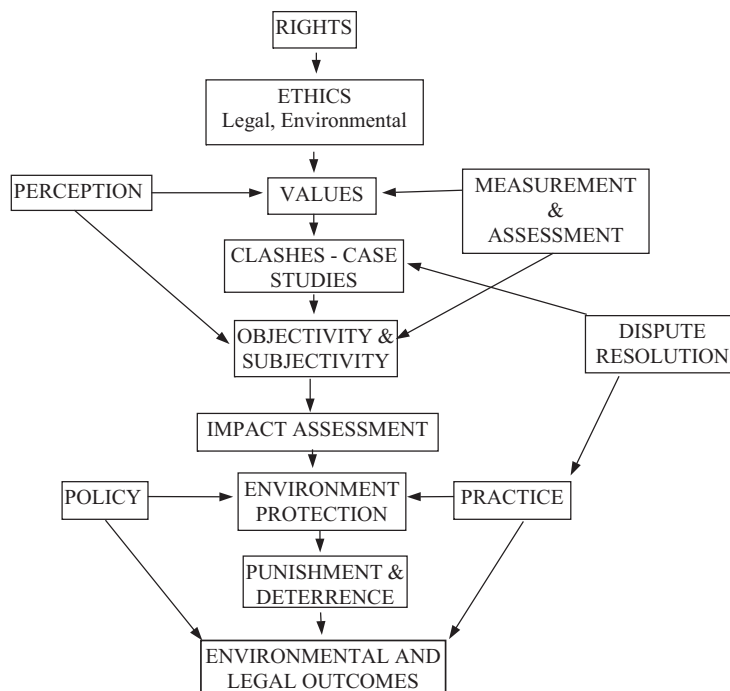 RIGHTS
ETHICS
Legal, Environmental
PERCEPTION
VALUES
MEASUREMENT
&
ASSESSMENT
CLASHES - CASE
STUDIES
OBJECTIVITY &
SUBJECTIVITY
DISPUTE
RESOLUTION
IMPACT ASSESSMENT
POLICY
ENVIRONMENT
PROTECTION
PRACTICE
PUNISHMENT &
DETERRENCE
ENVIRONMENTAL AND
LEGAL OUTCOMES